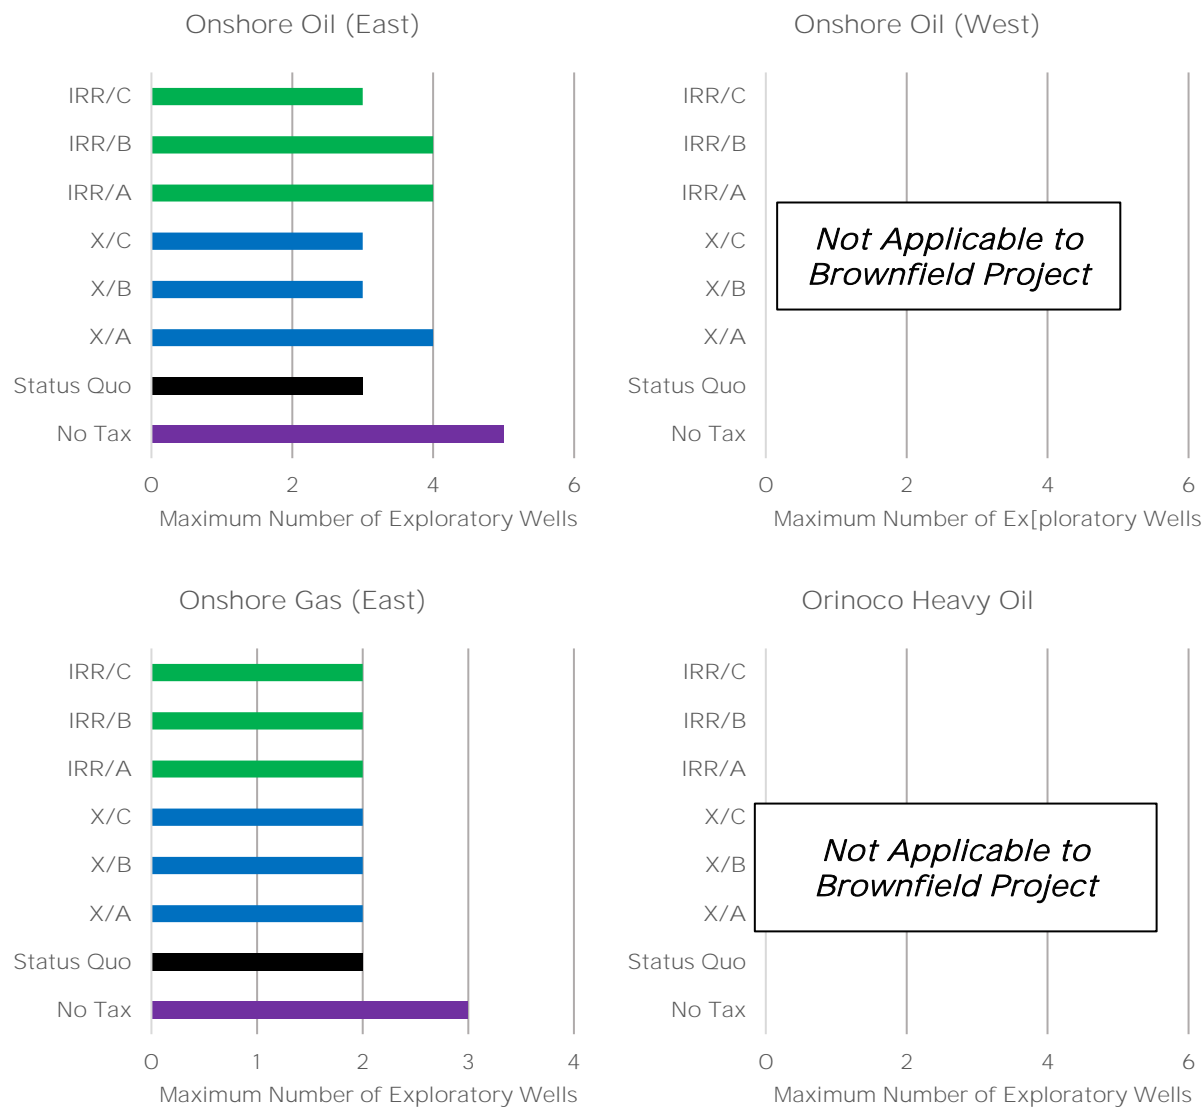 Onshore Oil (East)
IRR/C
IRR/B
IRR/A
X/C
X/B
X/A
Status Quo
No Tax
0 2 4 6
Maximum Number of Exploratory Wells
Onshore Oil (West)
IRR/C
IRR/B
IRR/A
X/C
X/B
X/A
Status Quo
No Tax
Not Applicable to
Brownfield Project
0 2 4 6
Maximum Number of Ex[ploratory Wells
Onshore Gas (East)
IRR/C
IRR/B
IRR/A
X/C
X/B
X/A
Status Quo
No Tax
0 1 2 3 4
Maximum Number of Exploratory Wells
Orinoco Heavy Oil
IRR/C
IRR/B
IRR/A
X/C
X/B
X/A
Status Quo
No Tax
Not Applicable to
Brownfield Project
0 2 4 6
Maximum Number of Exploratory Wells